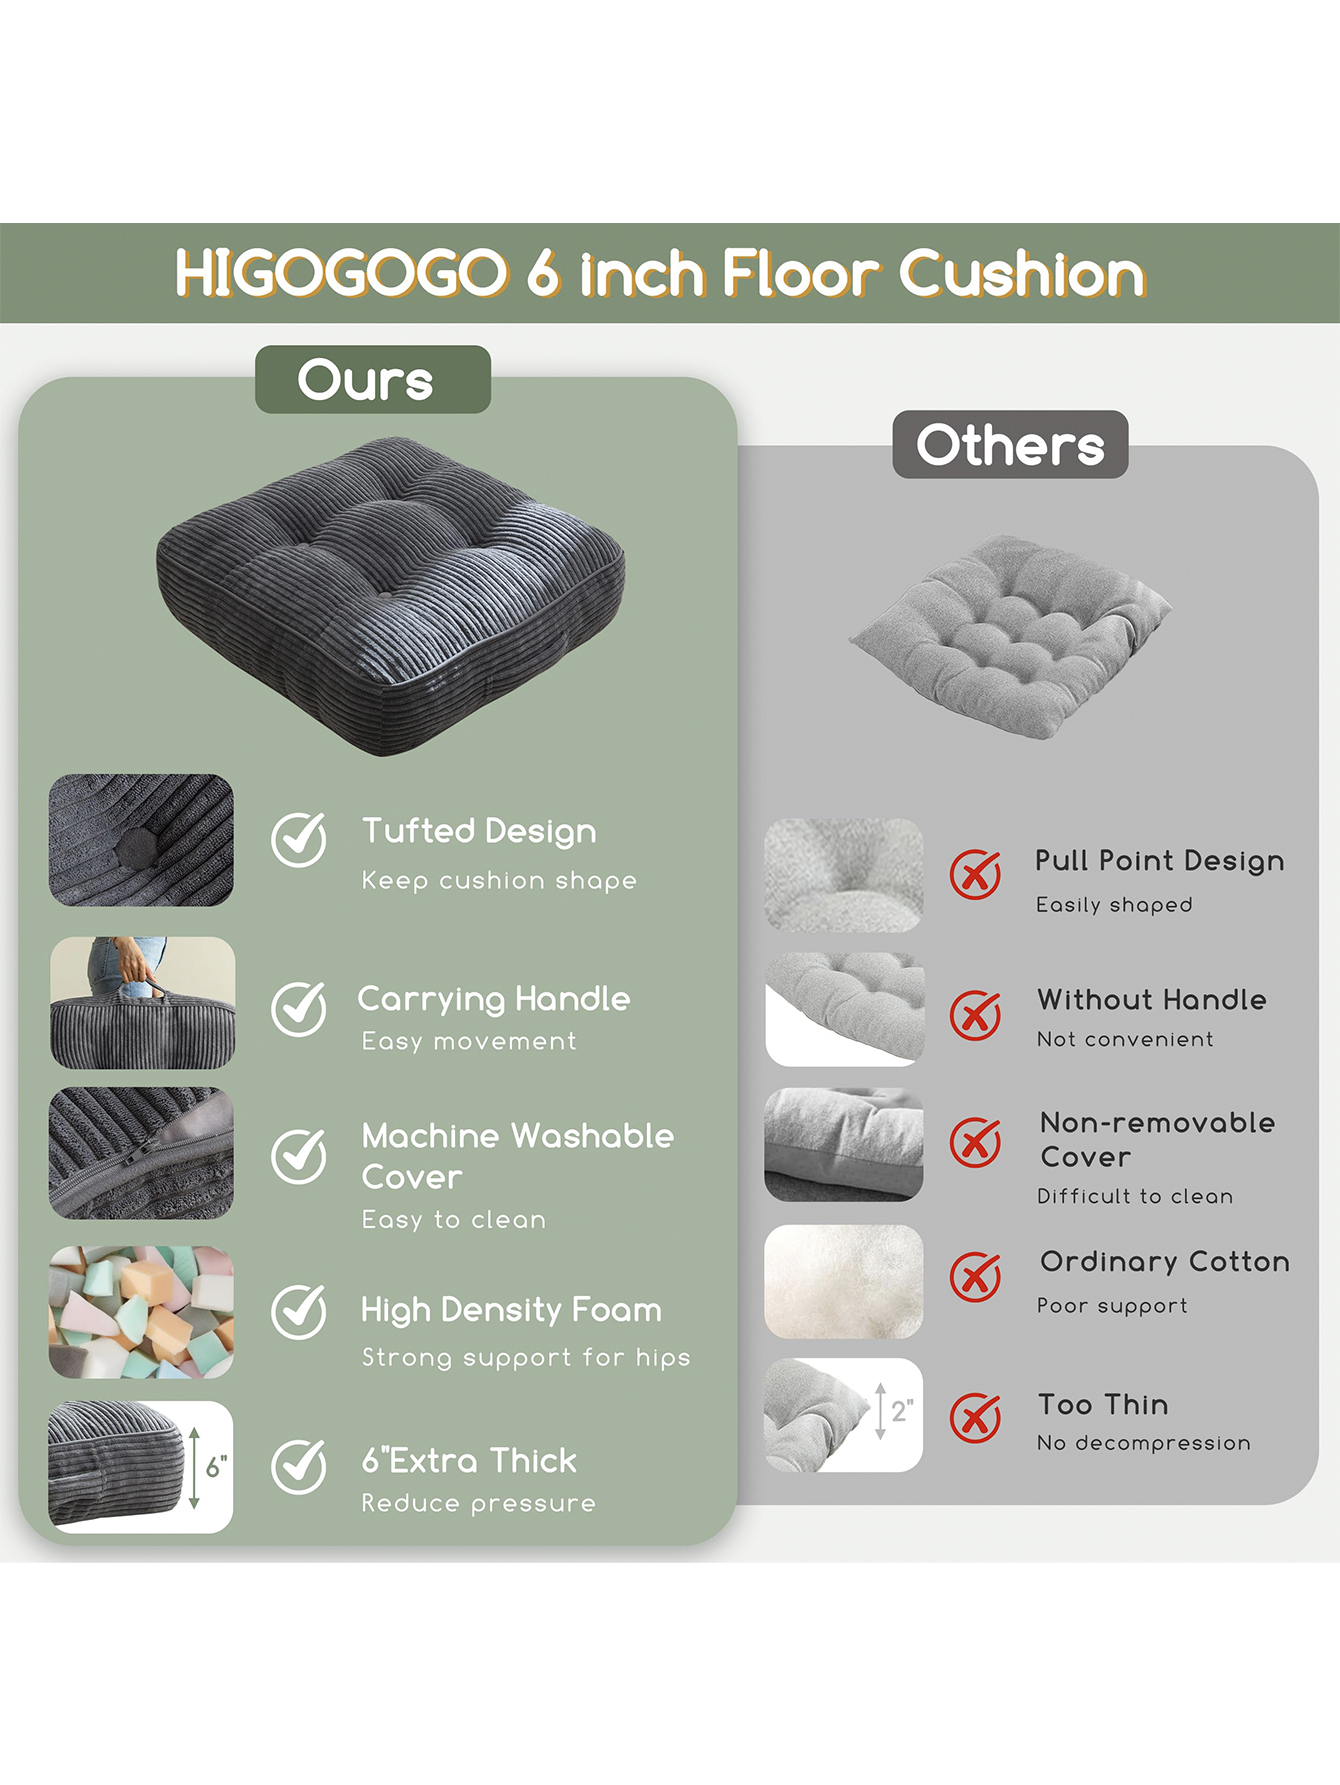 HIGOGOGO 6 inch Floor Cushion
Ours
Tufted Design
Keep cushion shape
Carrying Handle
Easy movement
Machine Washable
Cover
Easy to clean
High Density Foam
Strong support for hips
6"
6"Extra Thick
Reduce pressure
Others
Pull Point Design
Easily shaped
Without Handle
Not convenient
Non-removable
Cover
Difficult to clean
Ordinary Cotton
Poor support
2"
Too Thin
No decompression